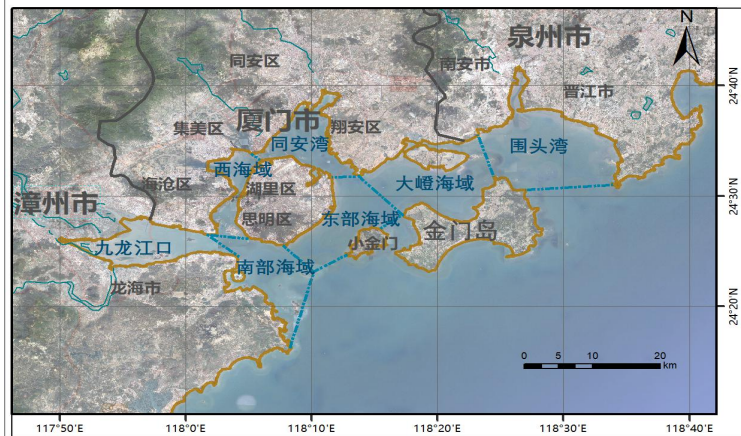 N
泉州市
同安区
南安市
晋江市
24°40'N
厦门市
集美区
翔安区
同安湾
围头湾
西海域
大嶝海域
海沧区
湖里区
漳州市
24°30'N
思明区
东部海域
金门岛
九龙江口
小金门
南部海域
龙海市
24°20'N
0 5 10 20
km
117°50'E 118°0'E 118°10'E 118°20'E 118°30'E 118°40'E